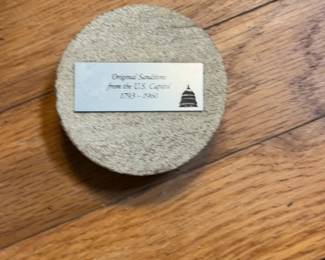 Original Sandstone
from the U.S. Capitol
1793 - 1960